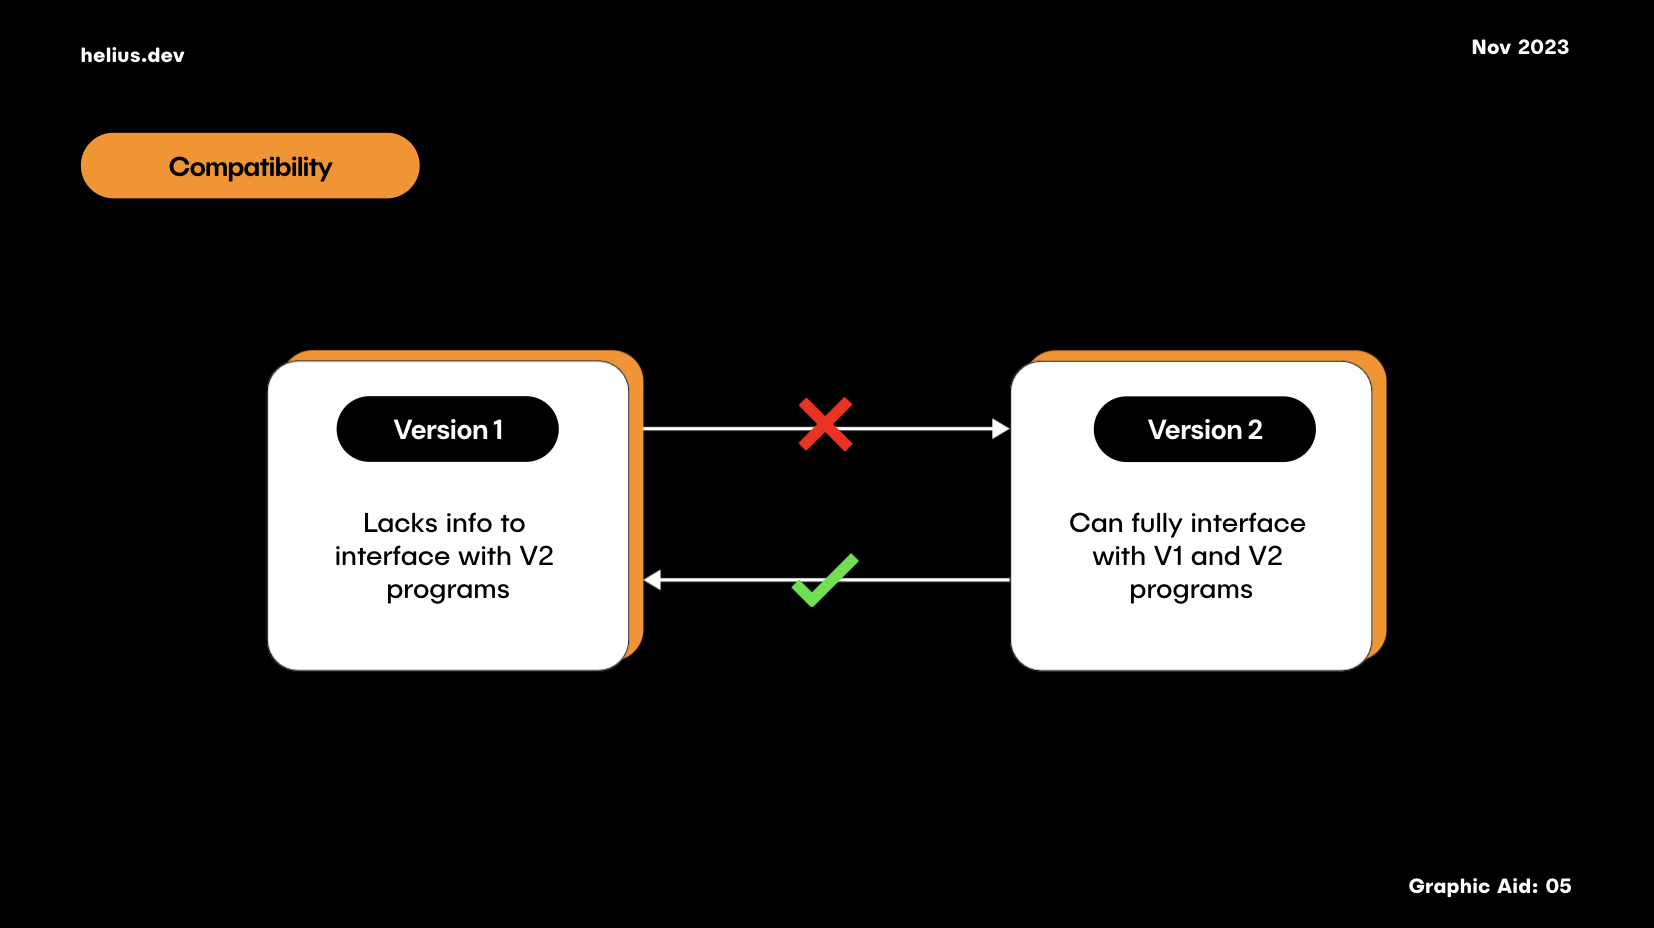 helius.dev
Nov 2023
Compatibility
Version 1
Lacks info to
interface with V2
programs
Version 2
Can fully interface
with V1 and V2
programs
Graphic Aid: 05